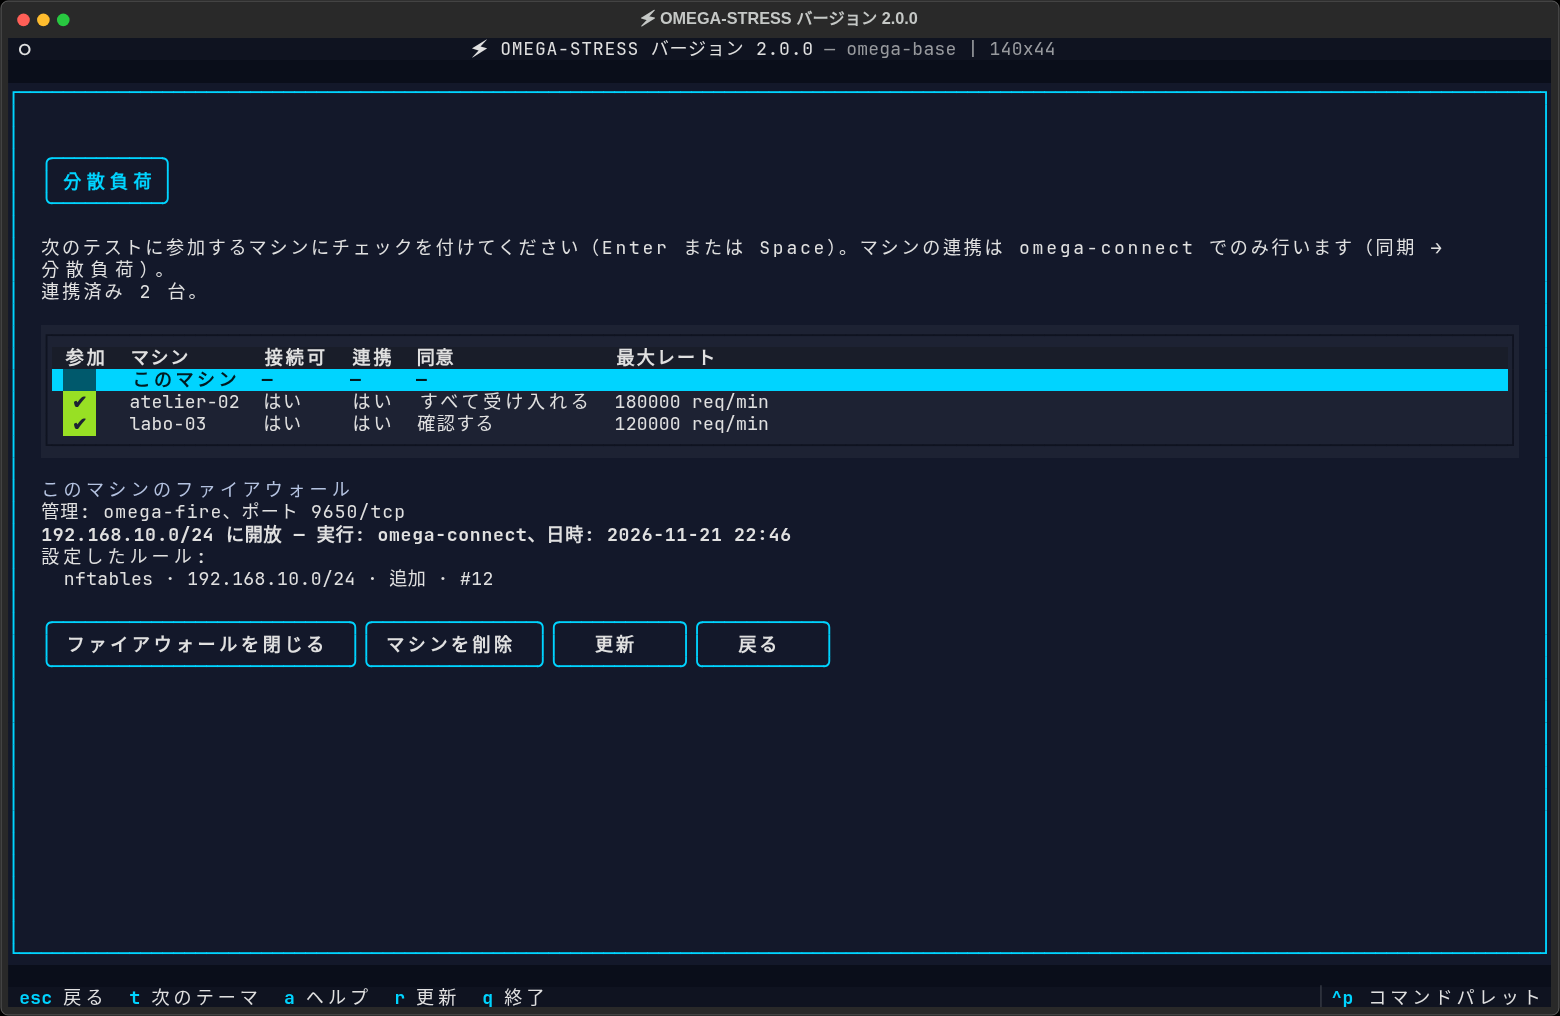 ⚡ OMEGA-STRESS バージョン 2.0.0
⚡ OMEGA-STRESS バージョン 2.0.0 — omega-base | 140x44
分散負荷
次のテストに参加するマシンにチェックを付けてください（Enter または Space）。マシンの連携は omega-connect でのみ行います（同期 →
分散負荷）。
連携済み 2 台。
参加 マシン 接続可 連携 同意 最大レート
このマシン — — —
✔ atelier-02 はい はい すべて受け入れる 180000 req/min
✔ labo-03 はい はい 確認する 120000 req/min
このマシンのファイアウォール
管理: omega-fire、ポート 9650/tcp
192.168.10.0/24 に開放 — 実行: omega-connect、日時: 2026-11-21 22:46
設定したルール:
nftables · 192.168.10.0/24 · 追加 · #12
ファイアウォールを閉じる マシンを削除 更新 戻る
esc 戻る t 次のテーマ a ヘルプ r 更新 q 終了 ^p コマンドパレット